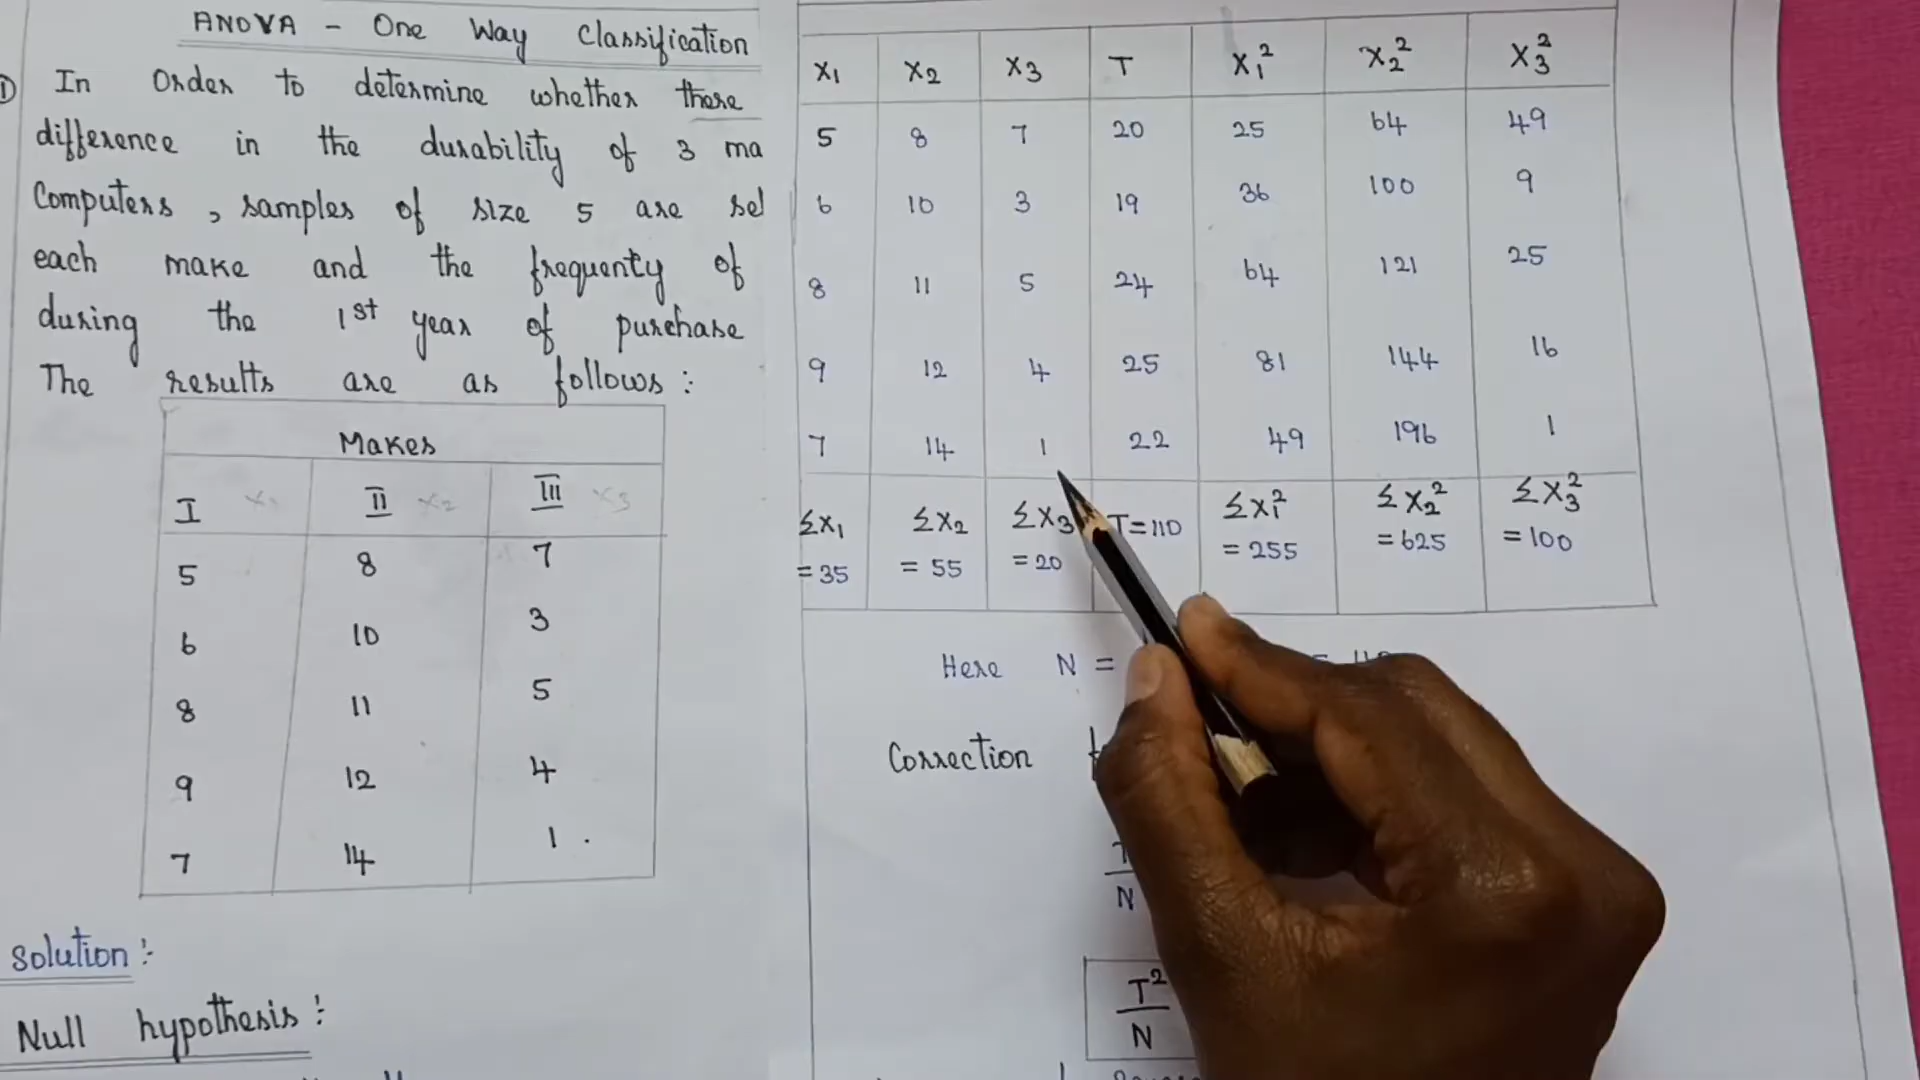 ANOVA - One Way Classification
1) In Order to determine whether there
difference in the durability of 3 ma
Computers, samples of size 5 are sel
each make and the frequenty of
during the 1st year of purchase
The results are as follows:
Makes
I X1 II X2 III X3
5 8 7
6 10 3
8 11 5
9 12 4
7 14 1.
Solution:
Null hypothesis:
X1 X2 X3 T X1² X2² X3²
5 8 7 20 25 64 49
6 10 3 19 36 100 9
8 11 5 24 64 121 25
9 12 4 25 81 144 16
7 14 1 22 49 196 1
ΣX1 ΣX2 ΣX3 T=110 ΣX1² ΣX2² ΣX3²
=35 =55 =20 =255 =625 =100
Here N =
Correction
T
N
T²
N